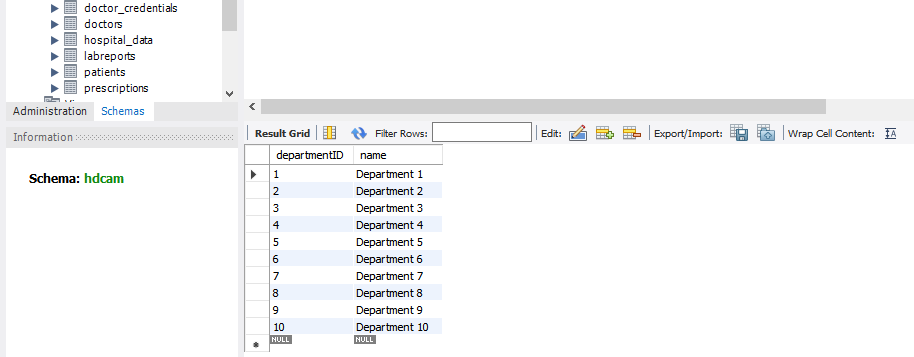 doctor_credentials
doctors
hospital_data
labreports
patients
prescriptions
Administration Schemas
Information
Schema: hdcam
Result Grid Filter Rows: Edit: Export/Import: Wrap Cell Content:
departmentID name
1 Department 1
2 Department 2
3 Department 3
4 Department 4
5 Department 5
6 Department 6
7 Department 7
8 Department 8
9 Department 9
10 Department 10
NULL NULL